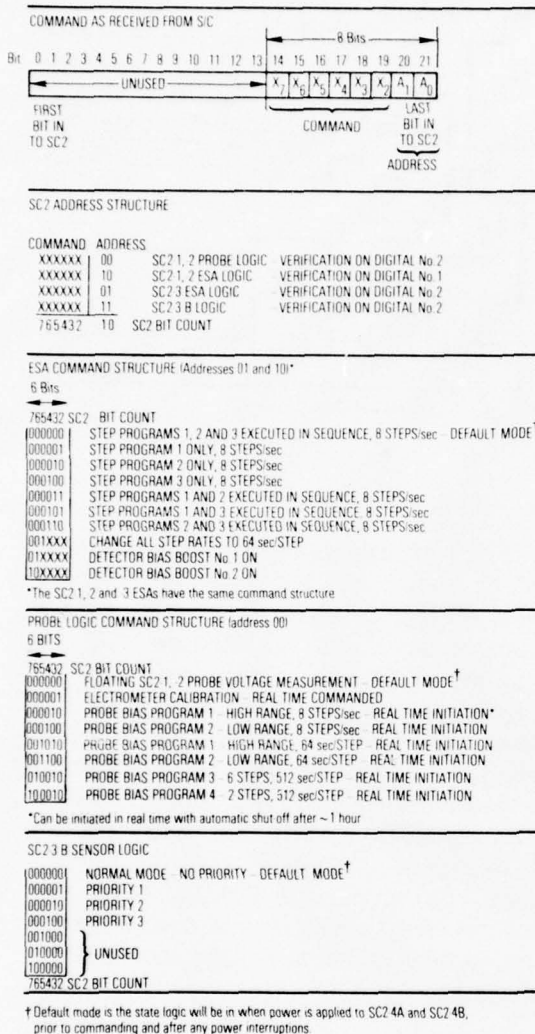 COMMAND AS RECEIVED FROM S/C
8 Bits
Bit 0 1 2 3 4 5 6 7 8 9 10 11 12 13 14 15 16 17 18 19 20 21
UNUSED X7 X6 X5 X4 X3 X2 A1 A0
FIRST BIT IN TO SC2
COMMAND
LAST BIT IN TO SC2
ADDRESS
SC2 ADDRESS STRUCTURE
COMMAND ADDRESS
XXXXXX 00 SC2 1, 2 PROBE LOGIC - VERIFICATION ON DIGITAL No.2
XXXXXX 10 SC2 1, 2 ESA LOGIC - VERIFICATION ON DIGITAL No.1
XXXXXX 01 SC2 3 ESA LOGIC - VERIFICATION ON DIGITAL No.2
XXXXXX 11 SC2 3 B LOGIC - VERIFICATION ON DIGITAL No.2
765432 10 SC2 BIT COUNT
ESA COMMAND STRUCTURE (Addresses 01 and 10)*
6 Bits
765432 SC2 BIT COUNT
000000 STEP PROGRAMS 1, 2 AND 3 EXECUTED IN SEQUENCE, 8 STEPS/sec - DEFAULT MODE†
000001 STEP PROGRAM 1 ONLY, 8 STEPS/sec
000010 STEP PROGRAM 2 ONLY, 8 STEPS/sec
000100 STEP PROGRAM 3 ONLY, 8 STEPS/sec
000011 STEP PROGRAMS 1 AND 2 EXECUTED IN SEQUENCE, 8 STEPS/sec
000101 STEP PROGRAMS 1 AND 3 EXECUTED IN SEQUENCE, 8 STEPS/sec
000110 STEP PROGRAMS 2 AND 3 EXECUTED IN SEQUENCE, 8 STEPS/sec
001XXX CHANGE ALL STEP RATES TO 64 sec/STEP
01XXXX DETECTOR BIAS BOOST No.1 ON
10XXXX DETECTOR BIAS BOOST No.2 ON
*The SC2 1, 2 and 3 ESAs have the same command structure
PROBE LOGIC COMMAND STRUCTURE (address 00)
6 BITS
765432 SC2 BIT COUNT
000000 FLOATING SC2 1, 2 PROBE VOLTAGE MEASUREMENT - DEFAULT MODE†
000001 ELECTROMETER CALIBRATION - REAL TIME COMMANDED
000010 PROBE BIAS PROGRAM 1 - HIGH RANGE, 8 STEPS/sec - REAL TIME INITIATION*
000100 PROBE BIAS PROGRAM 2 - LOW RANGE, 8 STEPS/sec - REAL TIME INITIATION
001010 PROBE BIAS PROGRAM 1 - HIGH RANGE, 64 sec/STEP - REAL TIME INITIATION
001100 PROBE BIAS PROGRAM 2 - LOW RANGE, 64 sec/STEP - REAL TIME INITIATION
010010 PROBE BIAS PROGRAM 3 - 6 STEPS, 512 sec/STEP - REAL TIME INITIATION
100010 PROBE BIAS PROGRAM 4 - 2 STEPS, 512 sec/STEP - REAL TIME INITIATION
*Can be initiated in real time with automatic shut off after ~1 hour
SC2 3 B SENSOR LOGIC
000000 NORMAL MODE - NO PRIORITY - DEFAULT MODE†
000001 PRIORITY 1
000010 PRIORITY 2
000100 PRIORITY 3
001000
010000 UNUSED
100000
765432 SC2 BIT COUNT
† Default mode is the state logic will be in when power is applied to SC2 4A and SC2 4B,
prior to commanding and after any power interruptions.